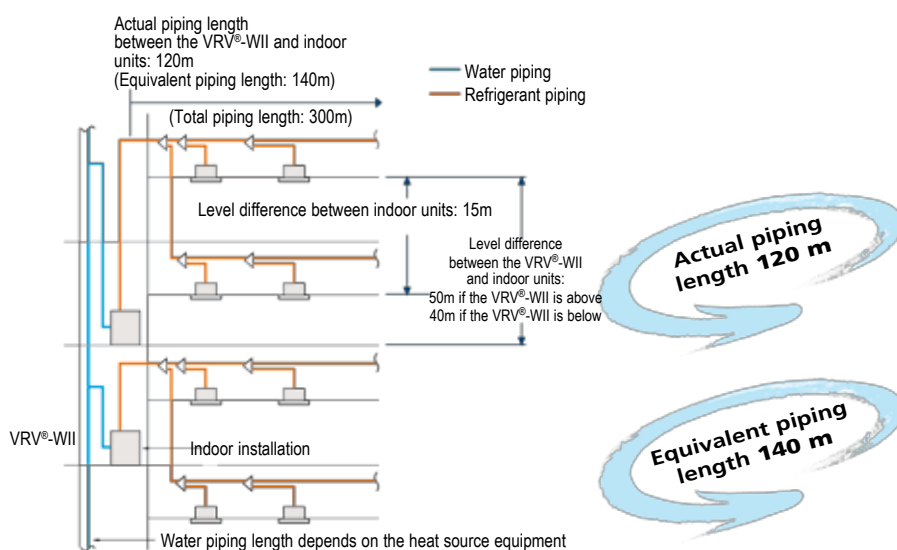 Actual piping length
between the VRV®-WII and indoor
units: 120m
(Equivalent piping length: 140m)
(Total piping length: 300m)
Water piping
Refrigerant piping
Level difference between indoor units: 15m
Level difference
between the VRV®-WII
and indoor units:
50m if the VRV®-WII is above
40m if the VRV®-WII is below
Actual piping
length 120 m
VRV®-WII
Indoor installation
Equivalent piping
length 140 m
Water piping length depends on the heat source equipment